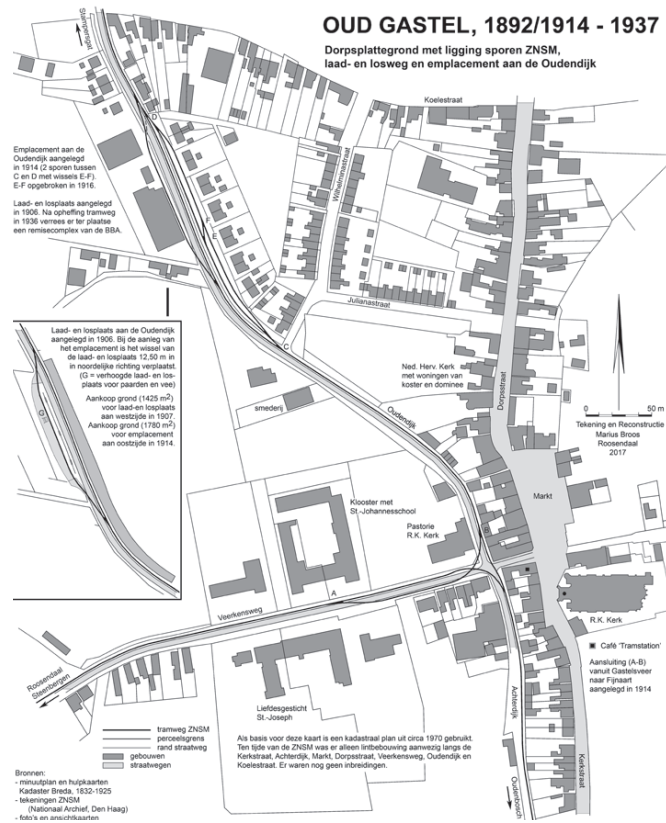 OUD GASTEL, 1892/1914 - 1937
Dorpsplattegrond met ligging sporen ZNSM,
laad- en losweg en emplacement aan de Oudendijk
Stampersgat
Koelestraat
D
Emplacement aan de
Oudendijk aangelegd
in 1914 (2 sporen tussen
C en D met wissels E-F).
E-F opgebroken in 1916.
Laad- en losplaats aangelegd
in 1906. Na opheffing tramweg
in 1936 verrees er ter plaatse
een remisecomplex van de BBA.
Wilhelminastraat
F
E
Julianastraat
C
Laad- en losplaats aan de Oudendijk
aangelegd in 1906. Bij de aanleg van
het emplacement is het wissel van
de laad- en losplaats 12,50 m in
in noordelijke richting verplaatst.
(G = verhoogde laad- en los-
plaats voor paarden en vee)
Aankoop grond (1425 m2)
voor laad-en losplaats
aan westzijde in 1907.
Aankoop grond (1780 m2)
voor emplacement
aan oostzijde in 1914.
G
Ned. Herv. Kerk
met woningen van
koster en dominee
Dorpsstraat
smederij
Oudendijk
0 50 m
Tekening en Reconstructie
Marius Broos
Roosendaal
2017
Markt
Klooster met
St.-Johannesschool
Pastorie
R.K. Kerk
B
A
Veerkensweg
R.K. Kerk
Café 'Tramstation'
Aansluiting (A-B)
vanuit Gastelsveer
naar Fijnaart
aangelegd in 1914
Roosendaal
Steenbergen
Liefdesgesticht
St.-Joseph
Achterdijk
Kerkstraat
Oudenbosch
tramweg ZNSM
perceelsgrens
rand straatweg
gebouwen
straatwegen
Als basis voor deze kaart is een kadastraal plan uit circa 1970 gebruikt.
Ten tijde van de ZNSM was er alleen lintbebouwing aanwezig langs de
Kerkstraat, Achterdijk, Markt, Dorpsstraat, Veerkensweg, Oudendijk en
Koelestraat. Er waren nog geen inbreidingen.
Bronnen:
- minuutplan en hulpkaarten
Kadaster Breda, 1832-1925
- tekeningen ZNSM
(Nationaal Archief, Den Haag)
- foto's en ansichtkaarten